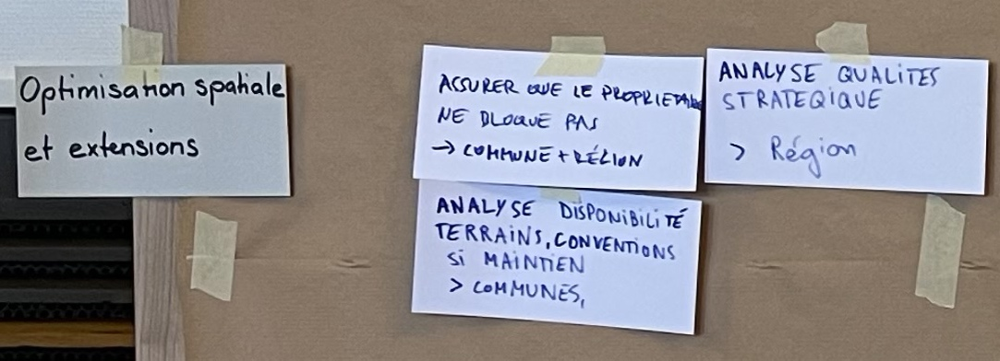 Optimisation spatiale
et extensions
ASSURER QUE LE PROPRIETAIRE
NE BLOQUE PAS
→ COMMUNE + RÉGION
ANALYSE QUALITES
STRATEGIQUE
> Région
ANALYSE DISPONIBILITÉ
TERRAINS, CONVENTIONS
Si MAINTIEN
> COMMUNES,